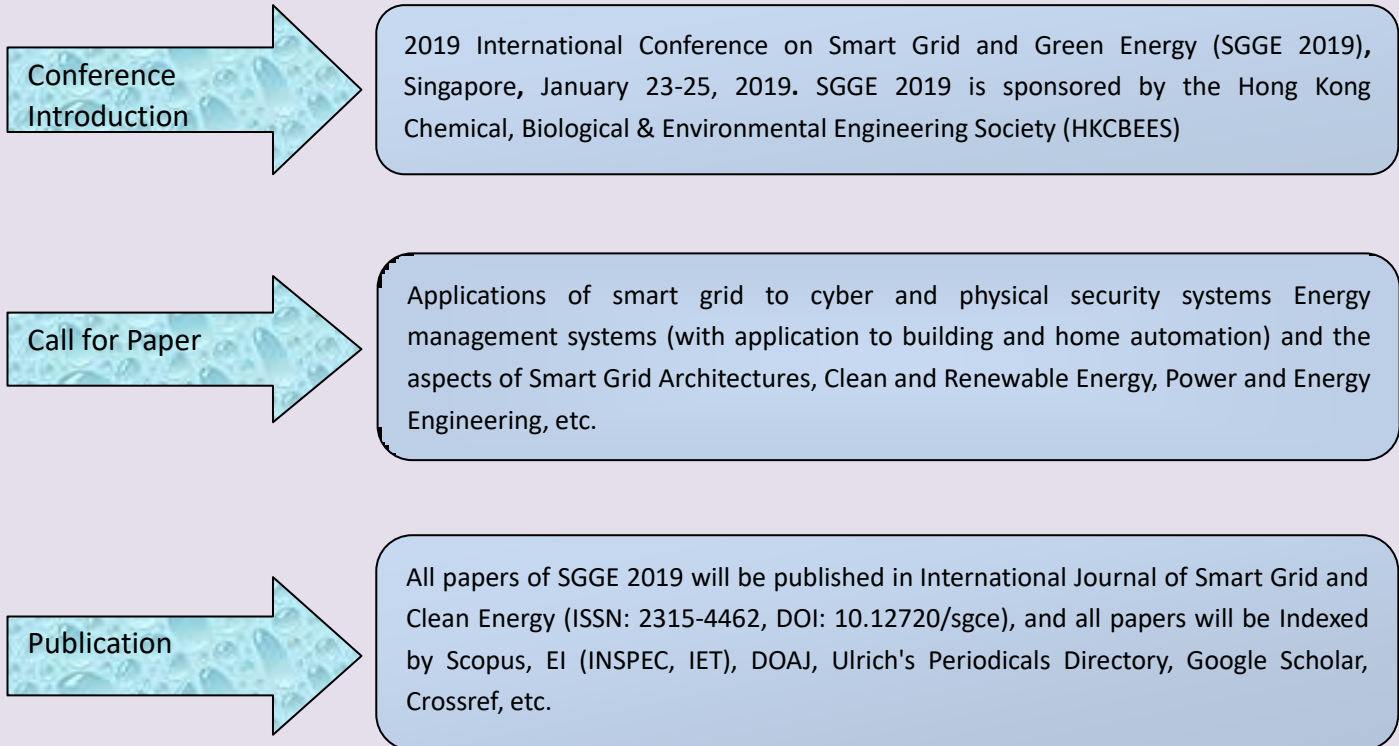 Conference
Introduction
2019 International Conference on Smart Grid and Green Energy (SGGE 2019),
Singapore, January 23-25, 2019. SGGE 2019 is sponsored by the Hong Kong
Chemical, Biological & Environmental Engineering Society (HKCBEES)
Call for Paper
Applications of smart grid to cyber and physical security systems Energy
management systems (with application to building and home automation) and the
aspects of Smart Grid Architectures, Clean and Renewable Energy, Power and Energy
Engineering, etc.
Publication
All papers of SGGE 2019 will be published in International Journal of Smart Grid and
Clean Energy (ISSN: 2315-4462, DOI: 10.12720/sgce), and all papers will be Indexed
by Scopus, EI (INSPEC, IET), DOAJ, Ulrich's Periodicals Directory, Google Scholar,
Crossref, etc.